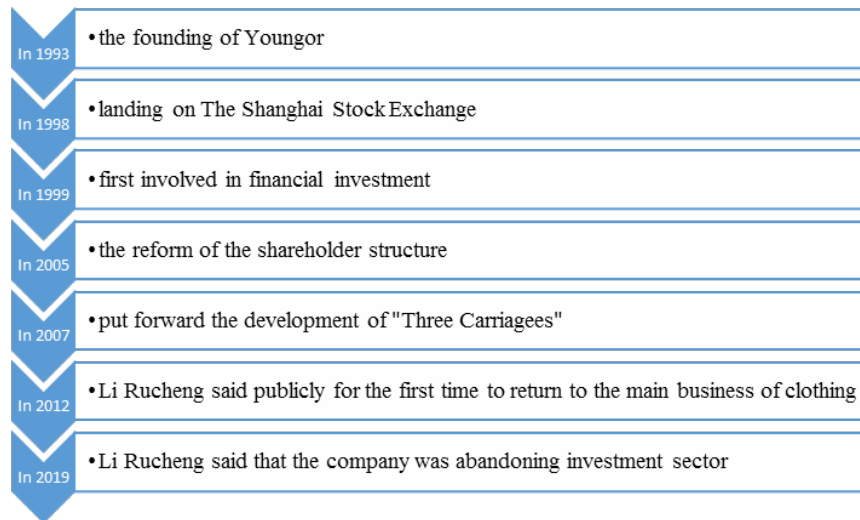 In 1993
•the founding of Youngor
In 1998
•landing on The Shanghai Stock Exchange
In 1999
•first involved in financial investment
In 2005
•the reform of the shareholder structure
In 2007
•put forward the development of "Three Carriagees"
In 2012
•Li Rucheng said publicly for the first time to return to the main business of clothing
In 2019
•Li Rucheng said that the company was abandoning investment sector